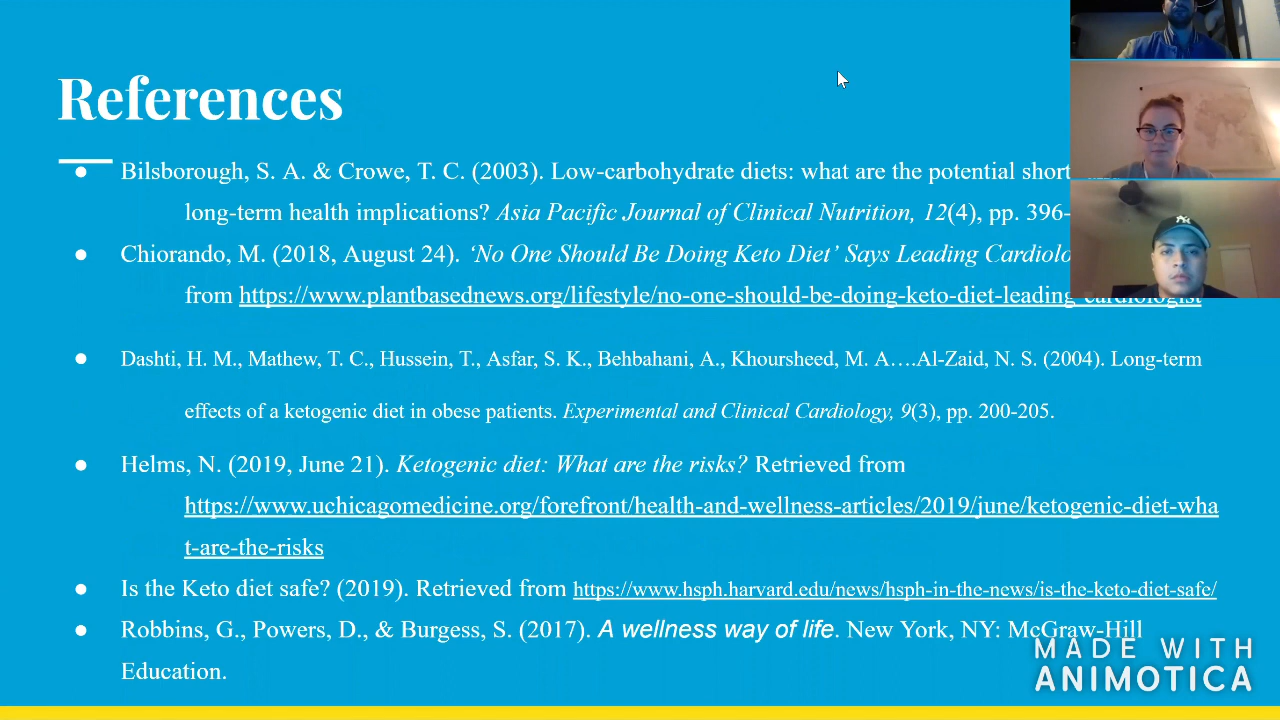 References
● Bilsborough, S. A. & Crowe, T. C. (2003). Low-carbohydrate diets: what are the potential short
long-term health implications? Asia Pacific Journal of Clinical Nutrition, 12(4), pp. 396-
● Chiorando, M. (2018, August 24). ‘No One Should Be Doing Keto Diet’ Says Leading
from https://www.plantbasednews.org/lifestyle/no-one-should-be-doing-keto-diet-leading-cardiologist
● Dashti, H. M., Mathew, T. C., Hussein, T., Asfar, S. K., Behbahani, A., Khoursheed, M. A.…Al-Zaid, N. S. (2004). Long-term
effects of a ketogenic diet in obese patients. Experimental and Clinical Cardiology, 9(3), pp. 200-205.
● Helms, N. (2019, June 21). Ketogenic diet: What are the risks? Retrieved from
https://www.uchicagomedicine.org/forefront/health-and-wellness-articles/2019/june/ketogenic-diet-wha
t-are-the-risks
● Is the Keto diet safe? (2019). Retrieved from https://www.hsph.harvard.edu/news/hsph-in-the-news/is-the-keto-diet-safe/
● Robbins, G., Powers, D., & Burgess, S. (2017). A wellness way of life. New York, NY: McGraw-Hill
Education.
MADE WITH
ANIMOTICA